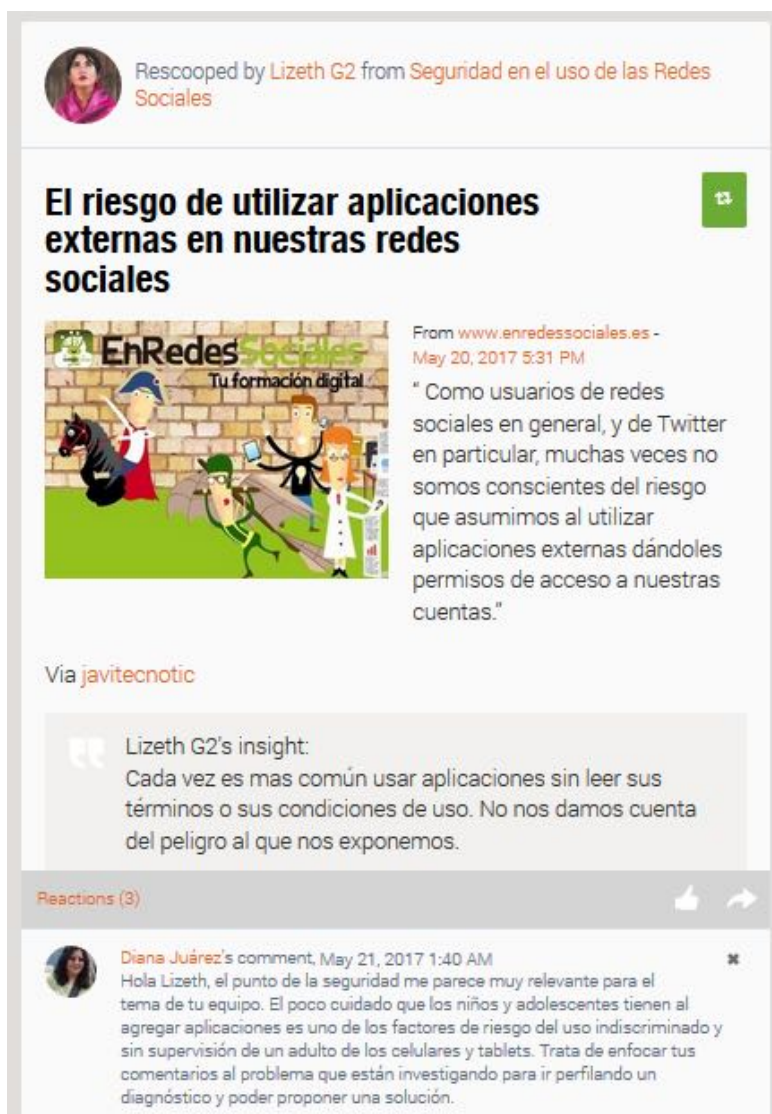 Rescooped by Lizeth G2 from Seguridad en el uso de las Redes
Sociales
El riesgo de utilizar aplicaciones
externas en nuestras redes
sociales
EnRedesSociales
Tu formación digital
From www.enredessociales.es -
May 20, 2017 5:31 PM
“ Como usuarios de redes
sociales en general, y de Twitter
en particular, muchas veces no
somos conscientes del riesgo
que asumimos al utilizar
aplicaciones externas dándoles
permisos de acceso a nuestras
cuentas.”
Via javitecnotic
Lizeth G2's insight:
Cada vez es mas común usar aplicaciones sin leer sus
términos o sus condiciones de uso. No nos damos cuenta
del peligro al que nos exponemos.
Reactions (3)
Diana Juárez's comment, May 21, 2017 1:40 AM
Hola Lizeth, el punto de la seguridad me parece muy relevante para el
tema de tu equipo. El poco cuidado que los niños y adolescentes tienen al
agregar aplicaciones es uno de los factores de riesgo del uso indiscriminado y
sin supervisión de un adulto de los celulares y tablets. Trata de enfocar tus
comentarios al problema que están investigando para ir perfilando un
diagnóstico y poder proponer una solución.